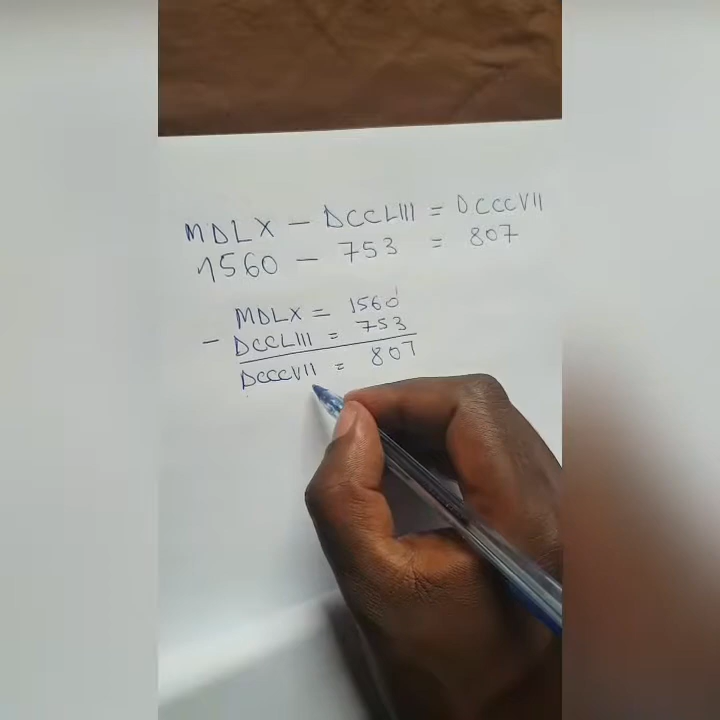 MDLX – DCCLIII = DCCCVII
1560 – 753 = 807
MDLX = 1560
– DCCLIII = 753
DCCCVII = 807